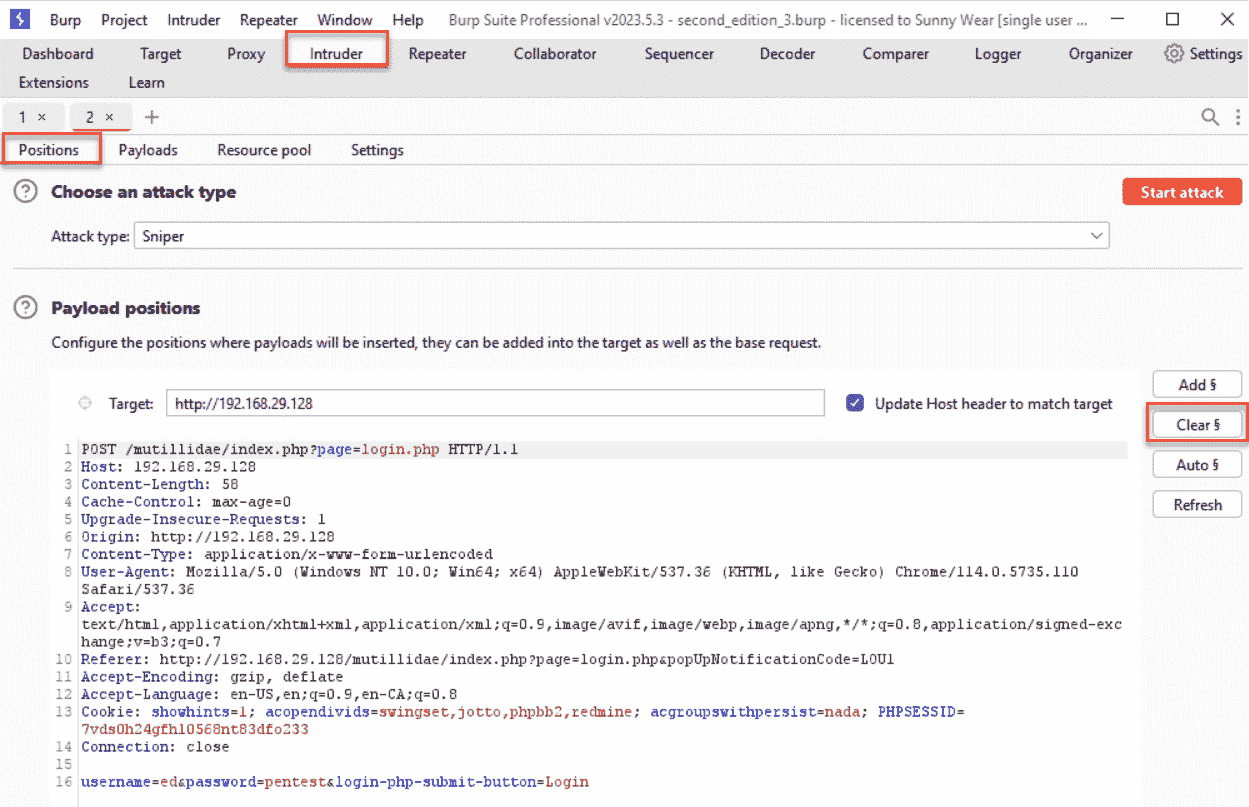 Burp Project Intruder Repeater Window Help Burp Suite Professional v2023.5.3 - second_edition_3.burp - licensed to Sunny Wear [single user ...
Dashboard Target Proxy Intruder Repeater Collaborator Sequencer Decoder Comparer Logger Organizer Settings
Extensions Learn
1 × 2 × +
Positions Payloads Resource pool Settings
? Choose an attack type Start attack
Attack type: Sniper
? Payload positions
Configure the positions where payloads will be inserted, they can be added into the target as well as the base request.
Add §
Target: http://192.168.29.128 Update Host header to match target
Clear §
Auto §
Refresh
1 POST /mutillidae/index.php?page=login.php HTTP/1.1
2 Host: 192.168.29.128
3 Content-Length: 58
4 Cache-Control: max-age=0
5 Upgrade-Insecure-Requests: 1
6 Origin: http://192.168.29.128
7 Content-Type: application/x-www-form-urlencoded
8 User-Agent: Mozilla/5.0 (Windows NT 10.0; Win64; x64) AppleWebKit/537.36 (KHTML, like Gecko) Chrome/114.0.5735.110
Safari/537.36
9 Accept:
text/html,application/xhtml+xml,application/xml;q=0.9,image/avif,image/webp,image/apng,*/*;q=0.8,application/signed-exc
hange;v=b3;q=0.7
10 Referer: http://192.168.29.128/mutillidae/index.php?page=login.php&popUpNotificationCode=LOU1
11 Accept-Encoding: gzip, deflate
12 Accept-Language: en-US,en;q=0.9,en-CA;q=0.8
13 Cookie: showhints=1; acopendivids=swingset,jotto,phpbb2,redmine; acgroupswithpersist=nada; PHPSESSID=
7vds0h24gfhl0568nt83dfo233
14 Connection: close
15
16 username=ed&password=pentest&login-php-submit-button=Login